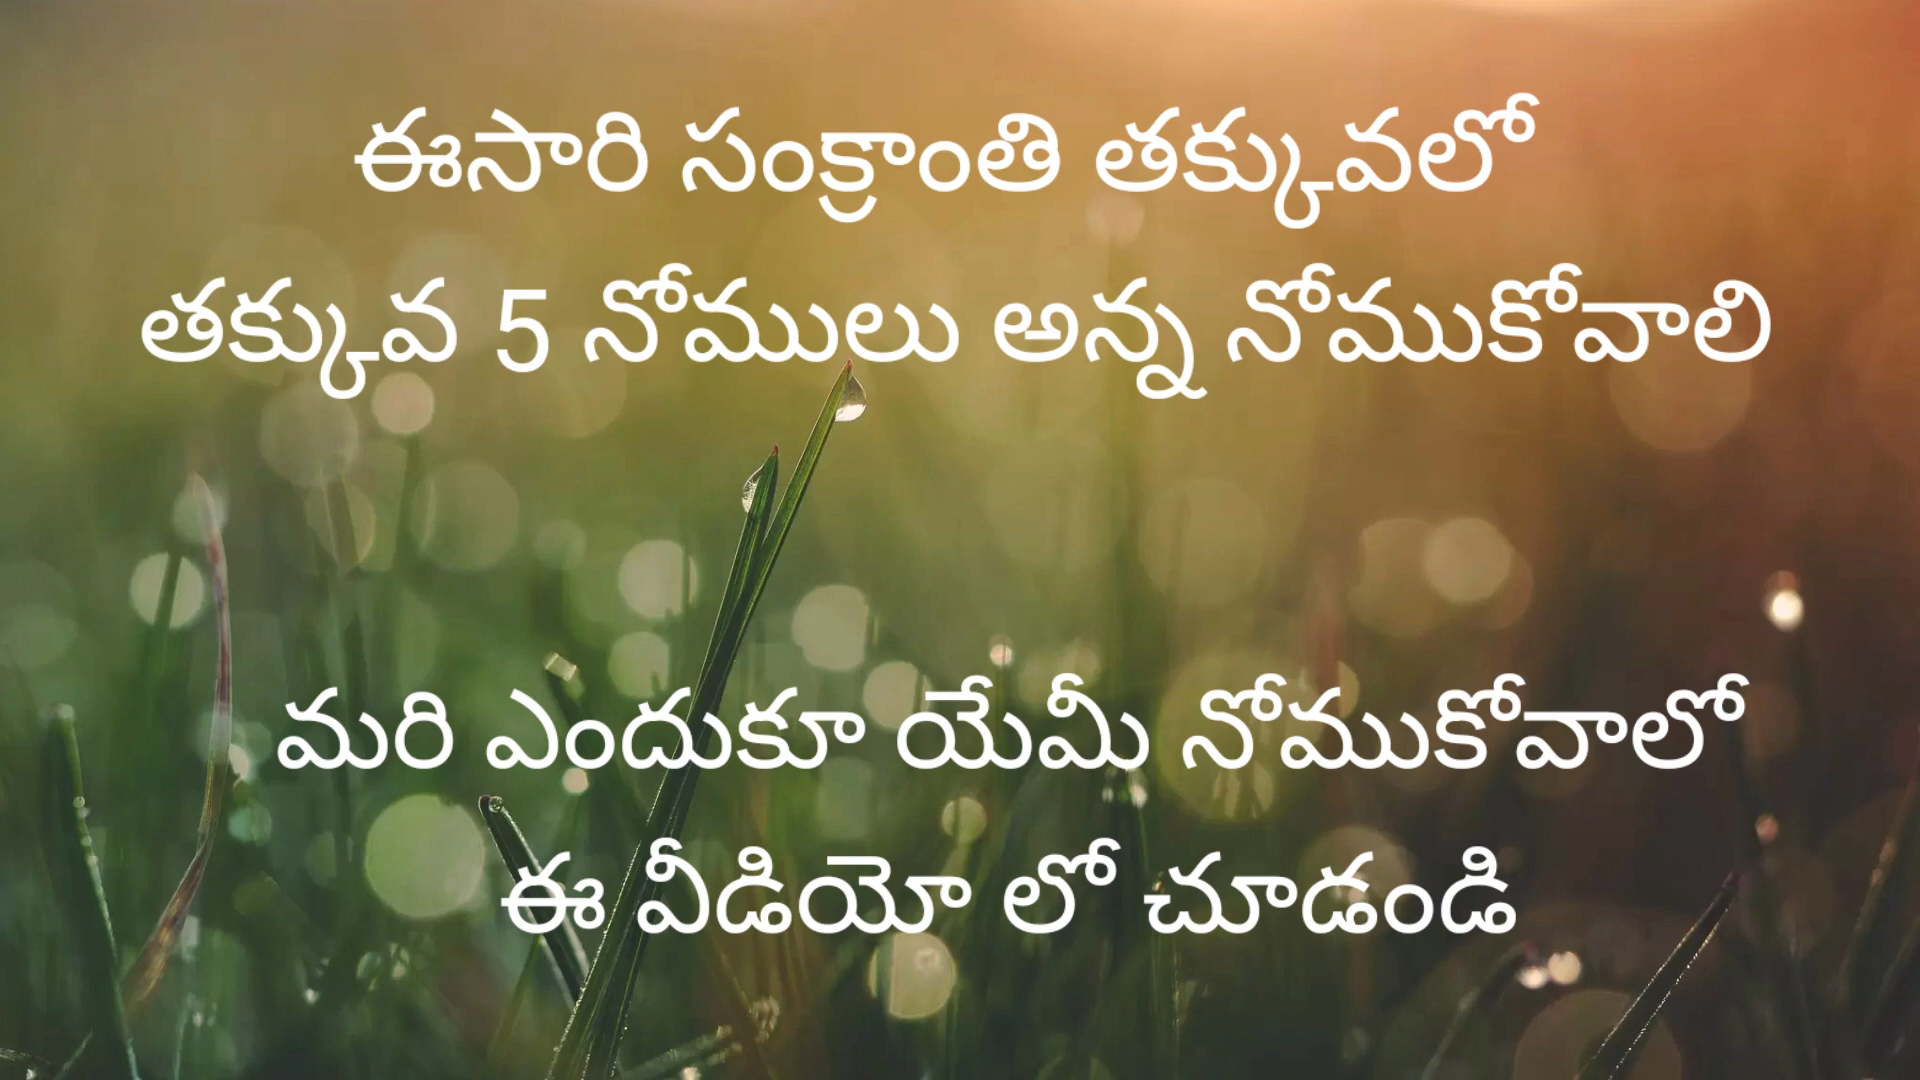 ఈసారి సంక్రాంతి తక్కువలో
తక్కువ 5 నోములు అన్న నోముకోవాలి
మరి ఎందుకూ యేమీ నోముకోవాలో
ఈ వీడియో లో చూడండి